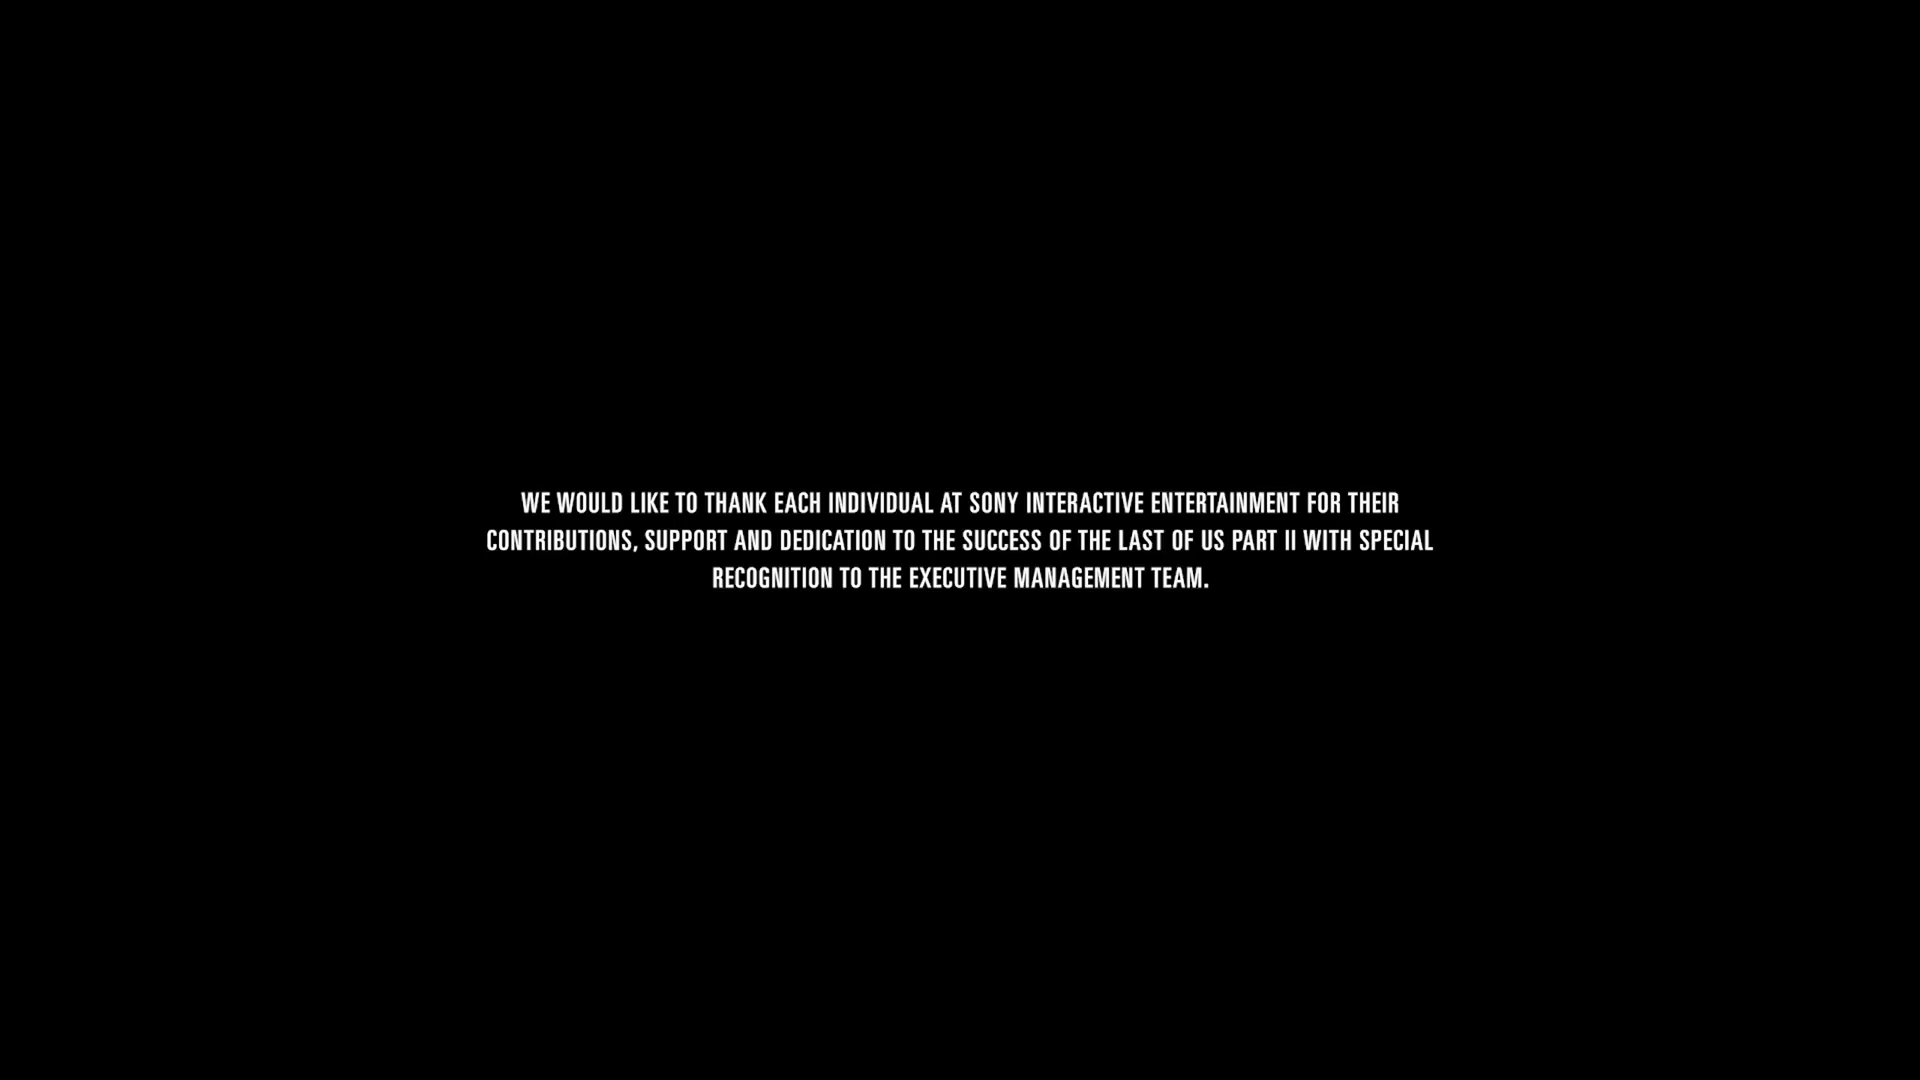 WE WOULD LIKE TO THANK EACH INDIVIDUAL AT SONY INTERACTIVE ENTERTAINMENT FOR THEIR
CONTRIBUTIONS, SUPPORT AND DEDICATION TO THE SUCCESS OF THE LAST OF US PART II WITH SPECIAL
RECOGNITION TO THE EXECUTIVE MANAGEMENT TEAM.